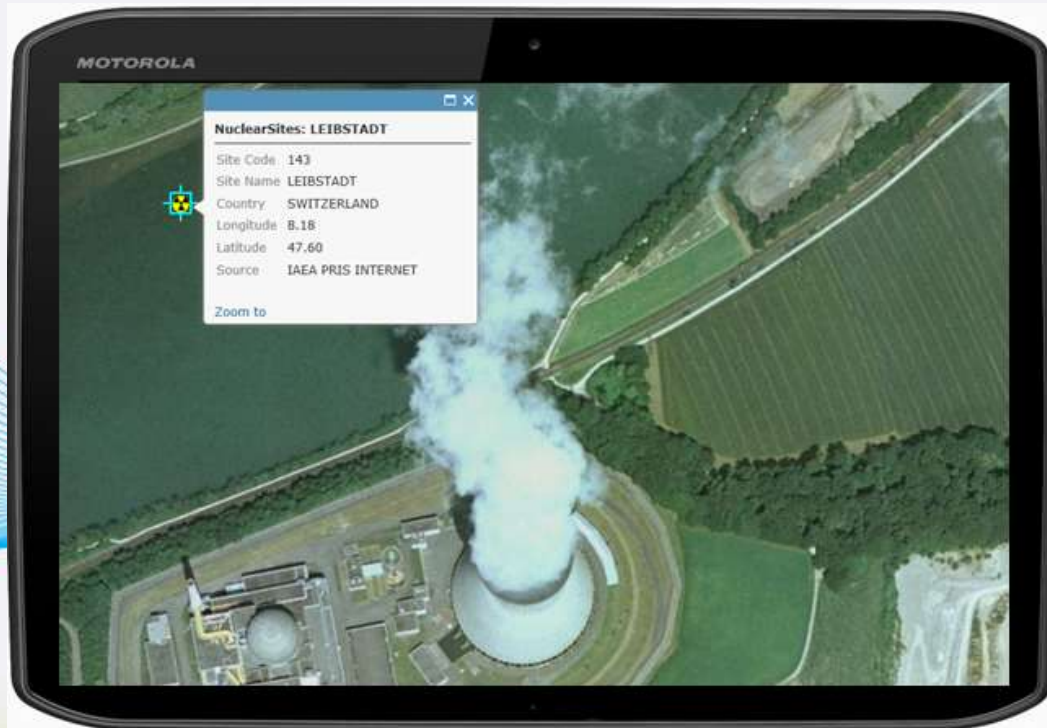 MOTOROLA
NuclearSites: LEIBSTADT
Site Code 143
Site Name LEIBSTADT
Country SWITZERLAND
Longitude 8.18
Latitude 47.60
Source IAEA PRIS INTERNET
Zoom to